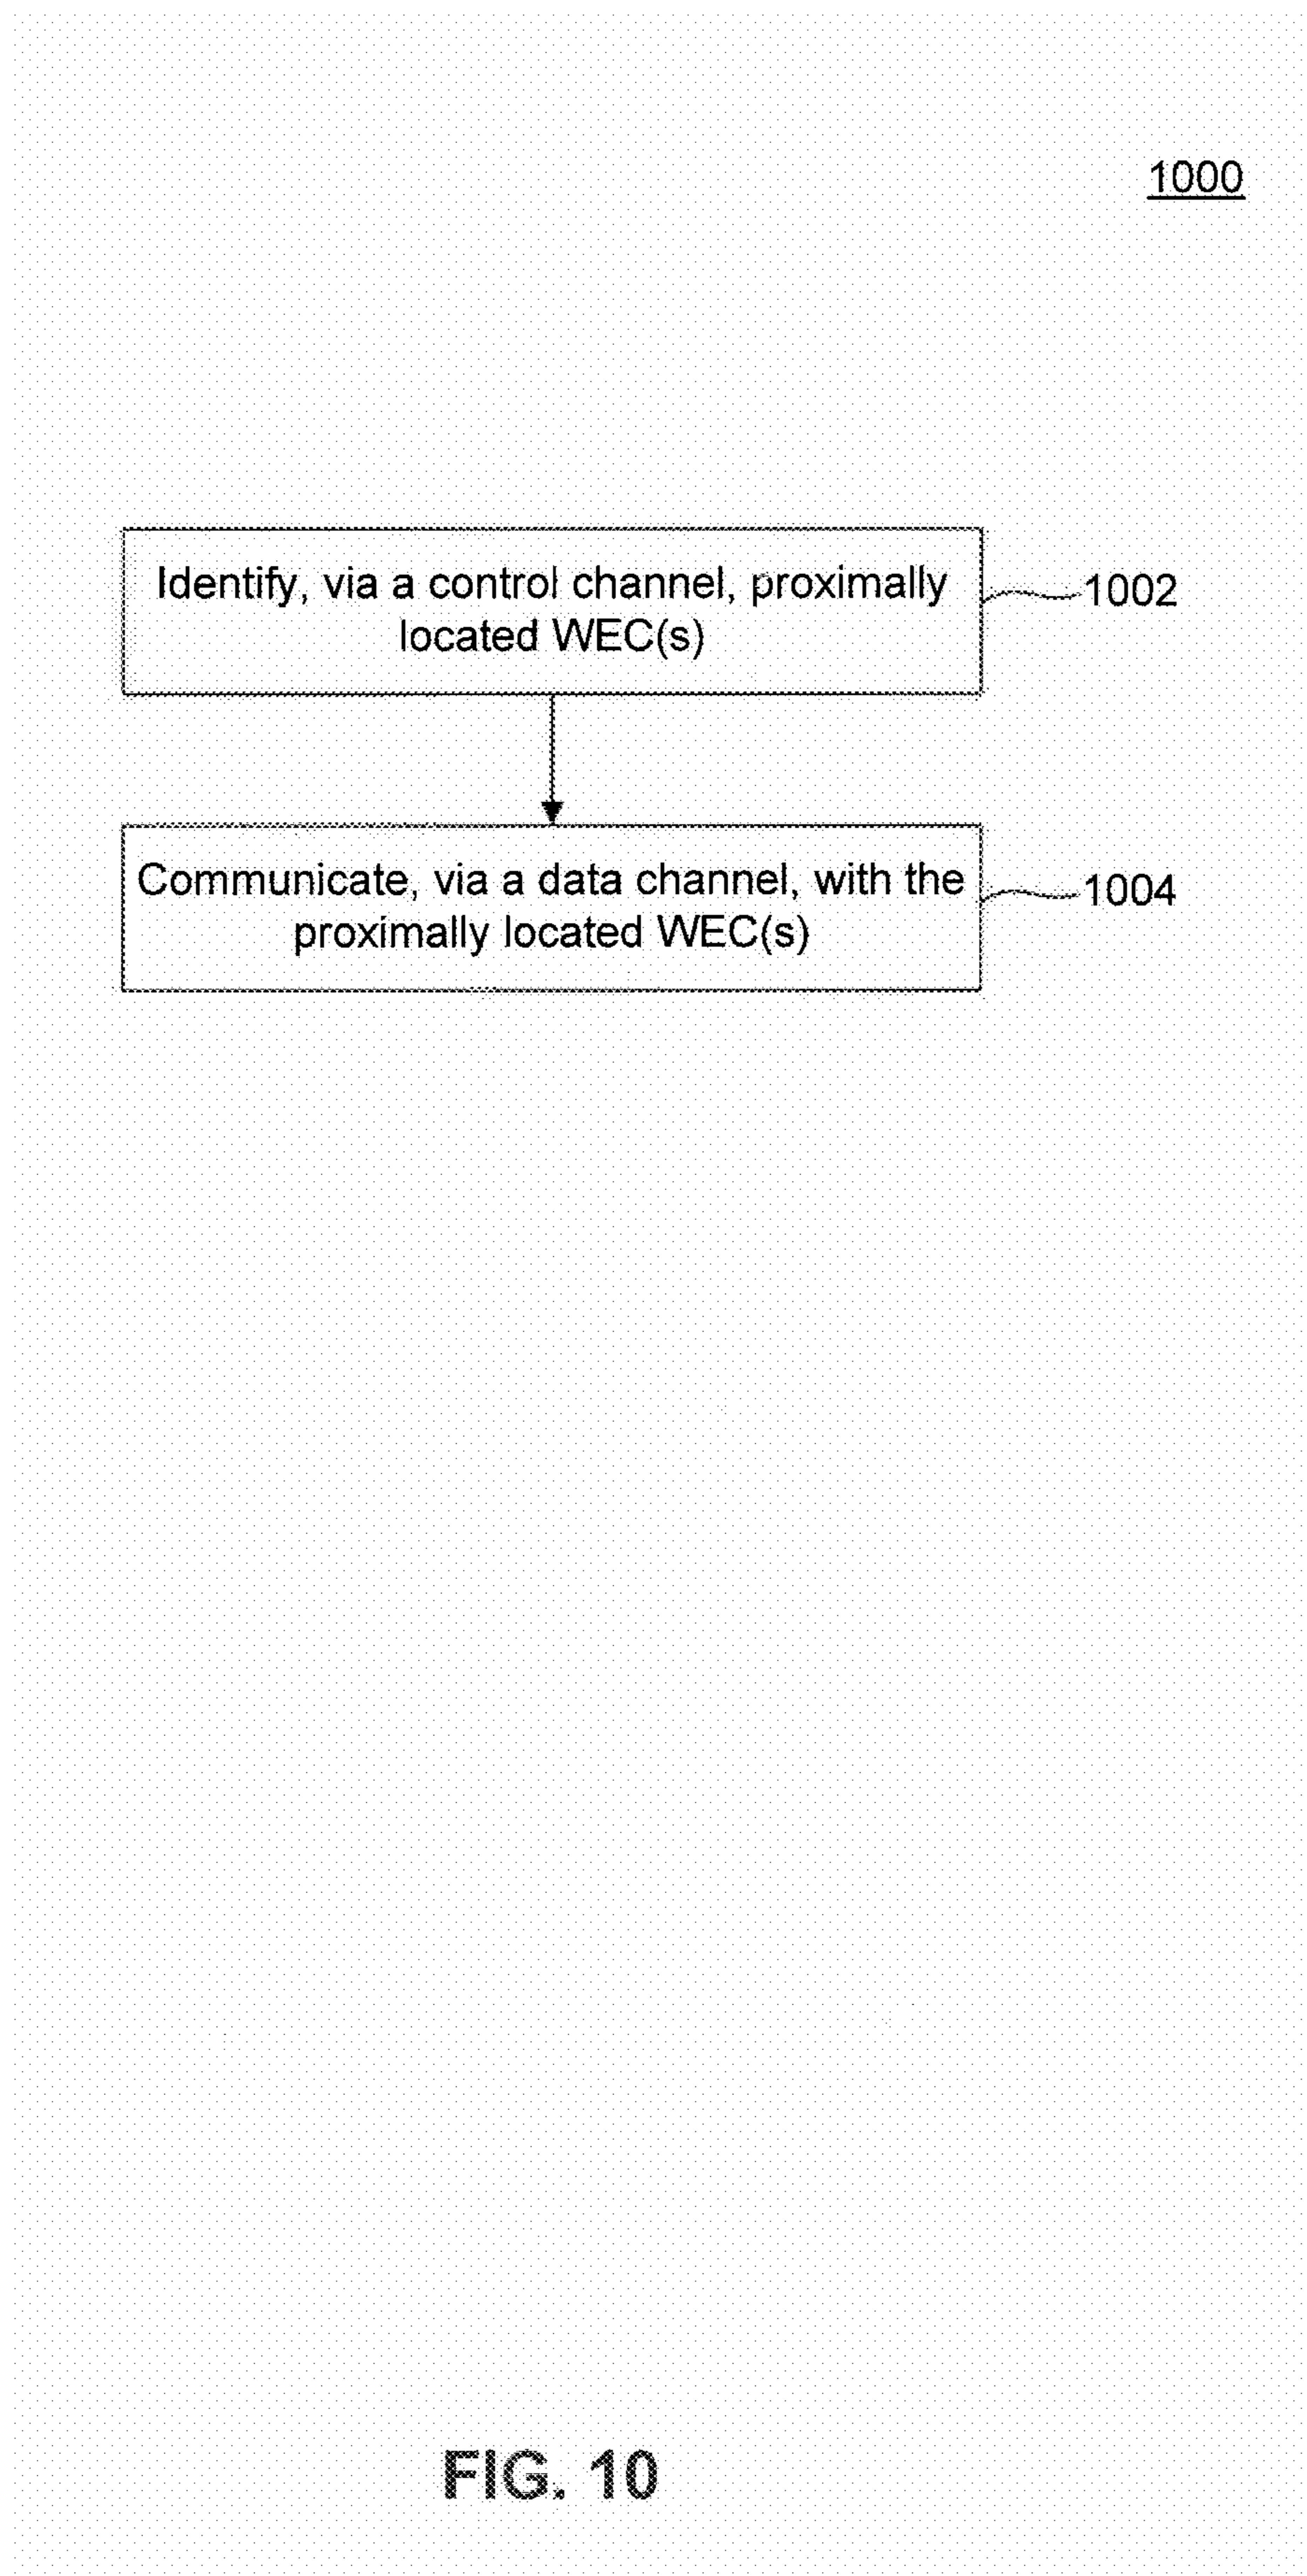 1000
Identify, via a control channel, proximally
located WEC(s)
1002
Communicate, via a data channel, with the
proximally located WEC(s)
1004
FIG. 10